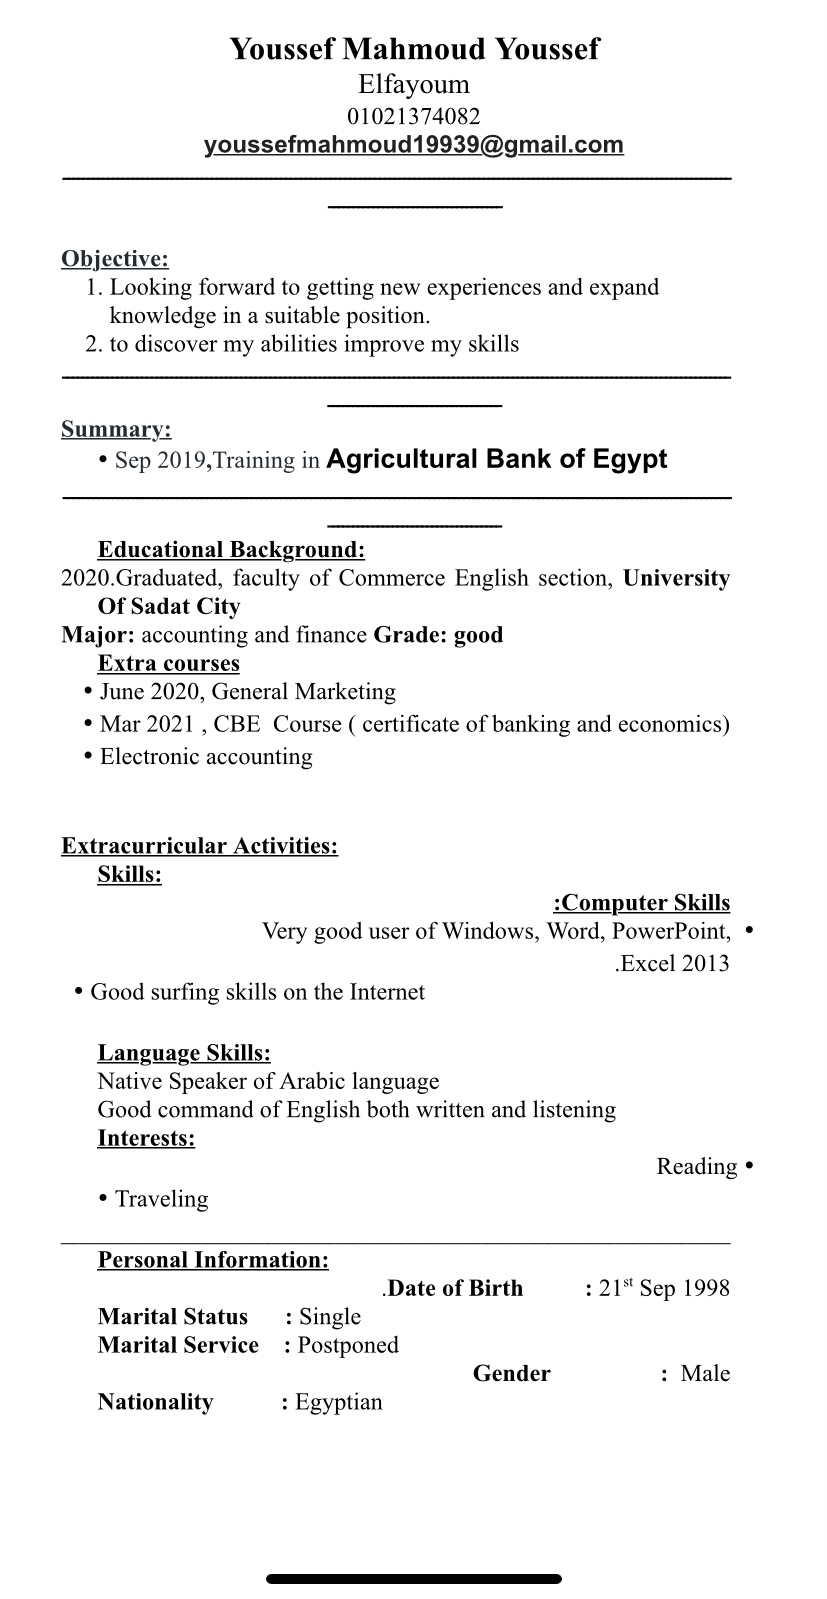 Youssef Mahmoud Youssef
Elfayoum
01021374082
youssefmahmoud19939@gmail.com
Objective:
1. Looking forward to getting new experiences and expand
knowledge in a suitable position.
2. to discover my abilities improve my skills
Summary:
• Sep 2019,Training in Agricultural Bank of Egypt
Educational Background:
2020.Graduated, faculty of Commerce English section, University
Of Sadat City
Major: accounting and finance Grade: good
Extra courses
• June 2020, General Marketing
• Mar 2021 , CBE  Course ( certificate of banking and economics)
• Electronic accounting
Extracurricular Activities:
Skills:
:Computer Skills
Very good user of Windows, Word, PowerPoint, •
.Excel 2013
• Good surfing skills on the Internet
Language Skills:
Native Speaker of Arabic language
Good command of English both written and listening
Interests:
Reading •
• Traveling
Personal Information:
.Date of Birth : 21st Sep 1998
Marital Status : Single
Marital Service : Postponed
Gender : Male
Nationality : Egyptian